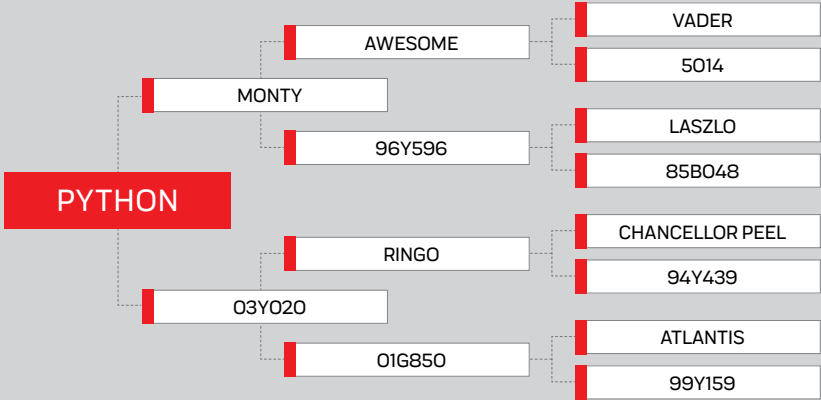 VADER
AWESOME
5014
MONTY
LASZLO
96Y596
85B048
PYTHON
CHANCELLOR PEEL
RINGO
94Y439
03Y020
ATLANTIS
01G850
99Y159